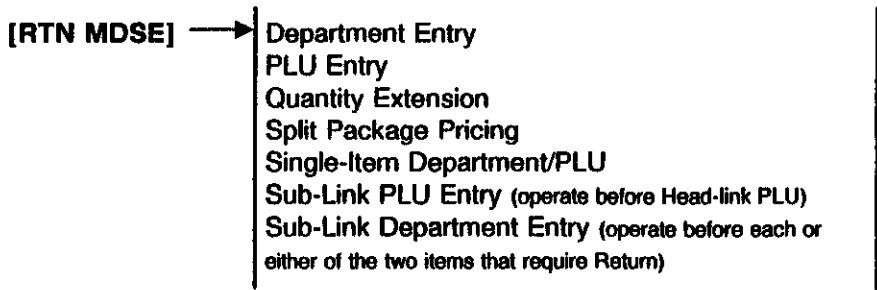 [RTN MDSE] → Department Entry
PLU Entry
Quantity Extension
Split Package Pricing
Single-Item Department/PLU
Sub-Link PLU Entry (operate before Head-link PLU)
Sub-Link Department Entry (operate before each or
either of the two items that require Return)